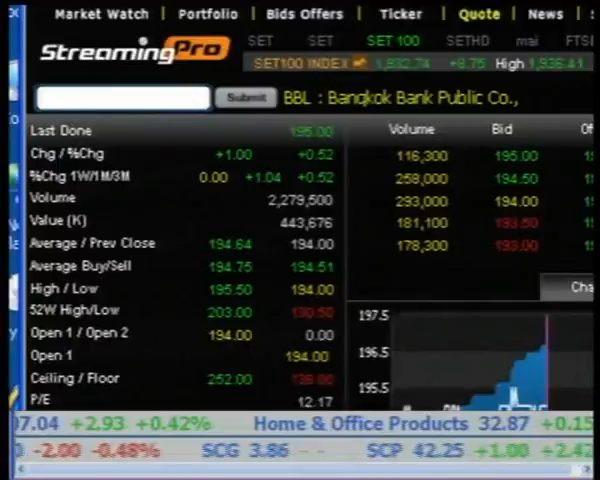 Market Watch | Portfolio | Bids Offers | Ticker | Quote | News
StreamingPro
SET SET SET 100 SETHD mai FTSI
SET100 INDEX 1,932.74 +8.75 High 1,936.41
Submit BBL : Bangkok Bank Public Co.,
Last Done 195.00
Chg / %Chg +1.00 +0.52
%Chg 1W/1M/3M 0.00 +1.04 +0.52
Volume 2,279,500
Value (K) 443,676
Average / Prev Close 194.64 194.00
Average Buy/Sell 194.75 194.51
High / Low 195.50 194.00
52W High/Low 203.00 130.50
Open 1 / Open 2 194.00 0.00
Open 1 194.00
Ceiling / Floor 252.00 136.00
P/E 12.17
Volume Bid Of
116,300 195.00
258,000 194.50
293,000 194.00
181,100 193.50
178,300 193.00
Cha
197.5
196.5
195.5
07.04 +2.93 +0.42% Home & Office Products 32.87 +0.15
-2.00 -0.48% SCG 3.86 - - SCP 42.25 +1.00 +2.42